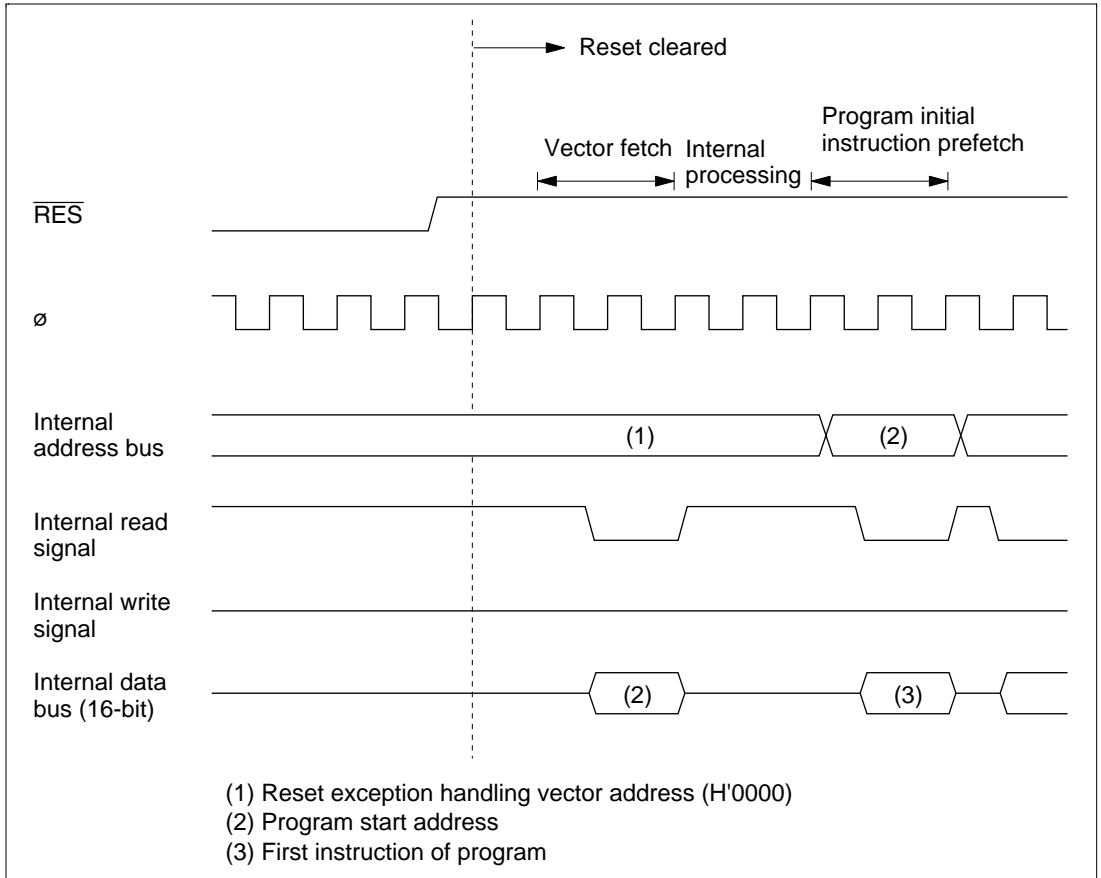 Reset cleared
Program initial
instruction prefetch
Vector fetch
Internal
processing
RES
ø
Internal
address bus
(1)
(2)
Internal read
signal
Internal write
signal
Internal data
bus (16-bit)
(2)
(3)
(1) Reset exception handling vector address (H'0000)
(2) Program start address
(3) First instruction of program